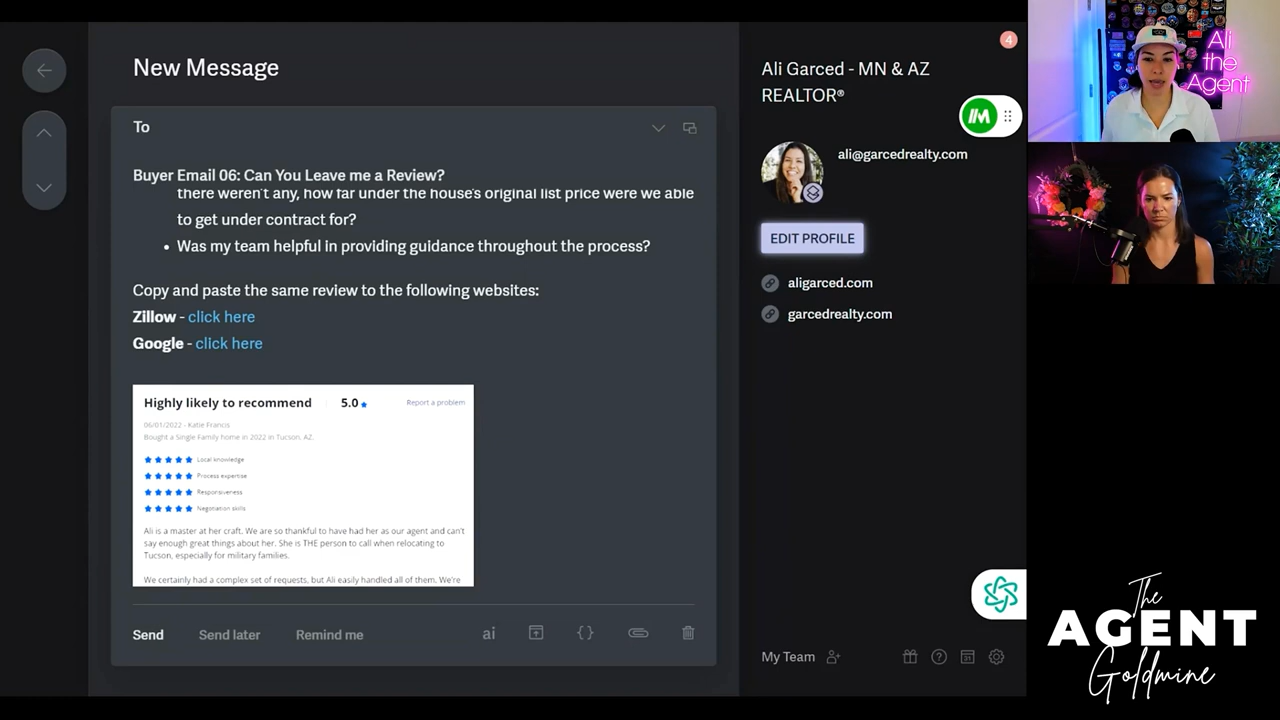 New Message
To
Buyer Email 06: Can You Leave me a Review?
there weren't any, how far under the house's original list price were we able
to get under contract for?
• Was my team helpful in providing guidance throughout the process?
Copy and paste the same review to the following websites:
Zillow - click here
Google - click here
Highly likely to recommend 5.0 Report a problem
06/01/2022 - Katie Francis
Bought a Single Family home in 2022 in Tucson, AZ.
Local knowledge
Process expertise
Responsiveness
Negotiation skills
Ali is a master at her craft. We are so thankful to have had her as our agent and can't
say enough great things about her. She is THE person to call when relocating to
Tucson, especially for military families.
We certainly had a complex set of requests, but Ali easily handled all of them. We're
Send Send later Remind me ai {}
4
Ali Garced - MN & AZ
REALTOR®
ali@garcedrealty.com
EDIT PROFILE
aligarced.com
garcedrealty.com
My Team
31
Ali
the
Agent
The
AGENT
Goldmine